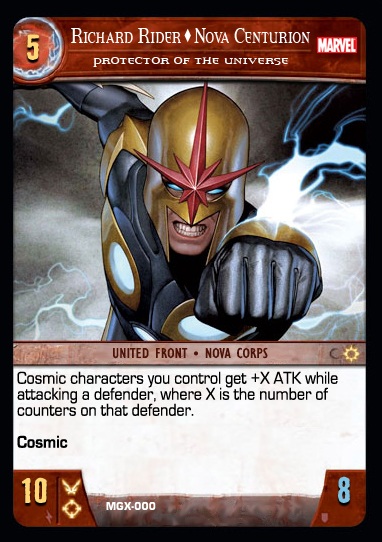 5
RICHARD RIDER♦NOVA CENTURION
MARVEL
PROTECTOR OF THE UNIVERSE
UNITED FRONT • NOVA CORPS
Cosmic characters you control get +X ATK while
attacking a defender, where X is the number of
counters on that defender.
Cosmic
10
MGX-000
8